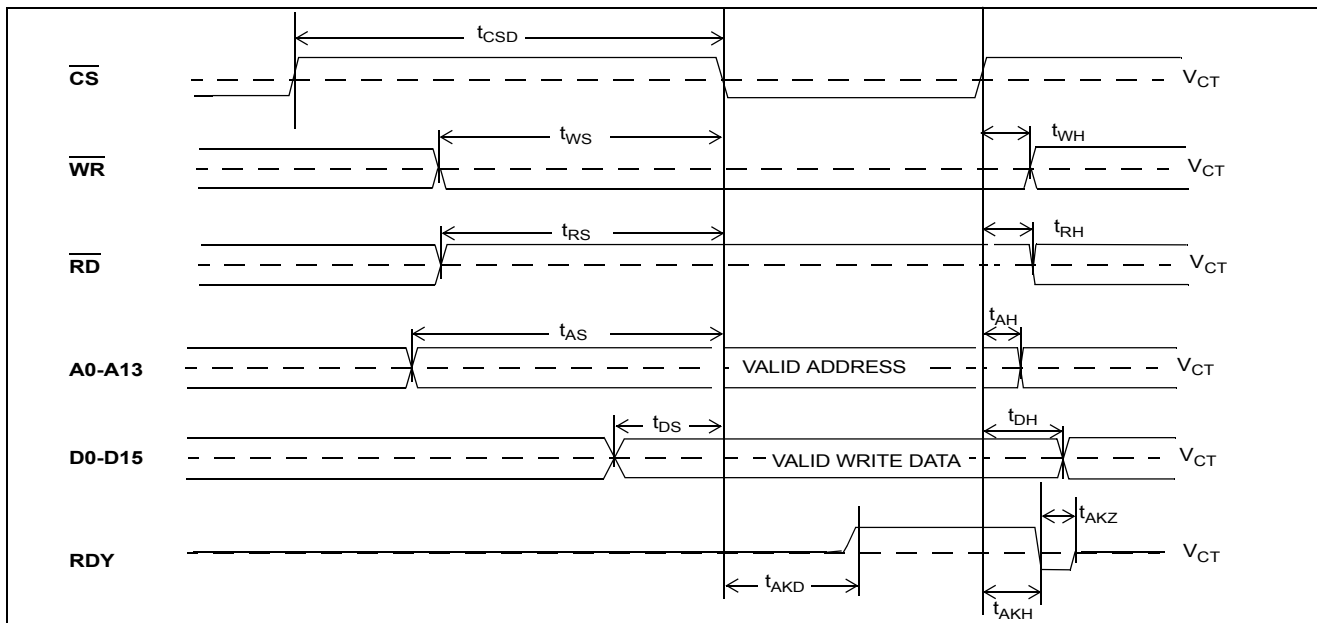 tCSD
CS VCT
tWS tWH
WR VCT
tRS tRH
RD VCT
tAS tAH
A0-A13 VALID ADDRESS VCT
tDS tDH
D0-D15 VALID WRITE DATA VCT
tAKZ
RDY VCT
tAKD tAKH